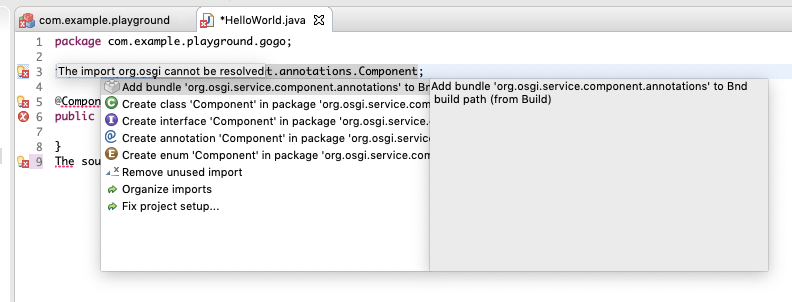 com.example.playground
*HelloWorld.java
1 package com.example.playground.gogo;
2
3 The import org.osgi cannot be resolved t.annotations.Component;
Add bundle 'org.osgi.service.component.annotations' to Bnd
Add bundle 'org.osgi.service.component.annotations' to Bnd
build path (from Build)
5 @Compon
Create class 'Component' in package 'org.osgi.service.com
6 public
Create interface 'Component' in package 'org.osgi.service.
7
Create annotation 'Component' in package 'org.osgi.service.
8 }
Create enum 'Component' in package 'org.osgi.service.com
9 The sou
Remove unused import
Organize imports
Fix project setup...